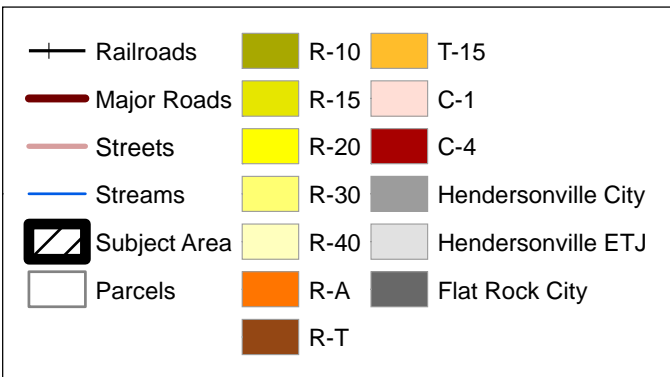 Railroads
Major Roads
Streets
Streams
Subject Area
Parcels
R-10
R-15
R-20
R-30
R-40
R-A
R-T
T-15
C-1
C-4
Hendersonville City
Hendersonville ETJ
Flat Rock City